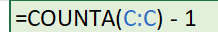 =COUNTA(C:C) - 1